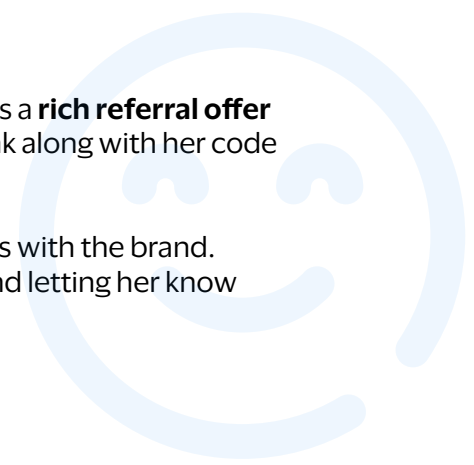 s a rich referral offer
k along with her code
s with the brand.
nd letting her know